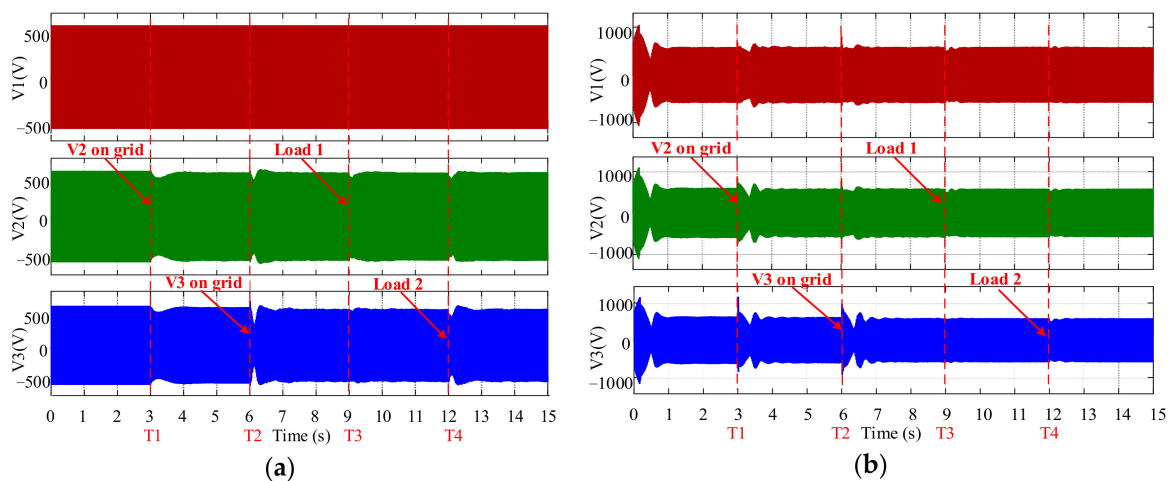 500
0
−500
V1(V)
V2 on grid
Load 1
500
0
−500
V2(V)
V3 on grid
Load 2
500
0
−500
V3(V)
0 1 2 3 4 5 6 7 8 9 10 11 12 13 14 15
T1 T2 Time (s) T3 T4
(a)
1000
0
−1000
V1(V)
V2 on grid
Load 1
1000
0
−1000
V2(V)
V3 on grid
Load 2
1000
0
−1000
V3(V)
0 1 2 3 4 5 6 7 8 9 10 11 12 13 14 15
T1 T2 Time (s) T3 T4
(b)